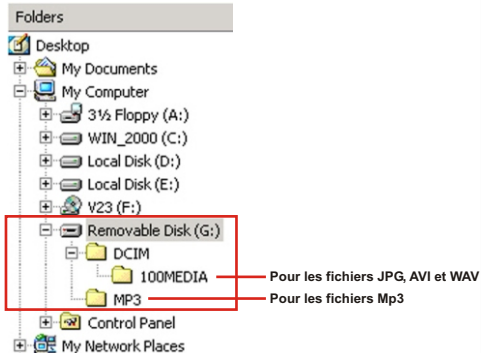 Folders
Desktop
My Documents
My Computer
3½ Floppy (A:)
WIN_2000 (C:)
Local Disk (D:)
Local Disk (E:)
V23 (F:)
Removable Disk (G:)
DCIM
100MEDIA Pour les fichiers JPG, AVI et WAV
MP3 Pour les fichiers Mp3
Control Panel
My Network Places